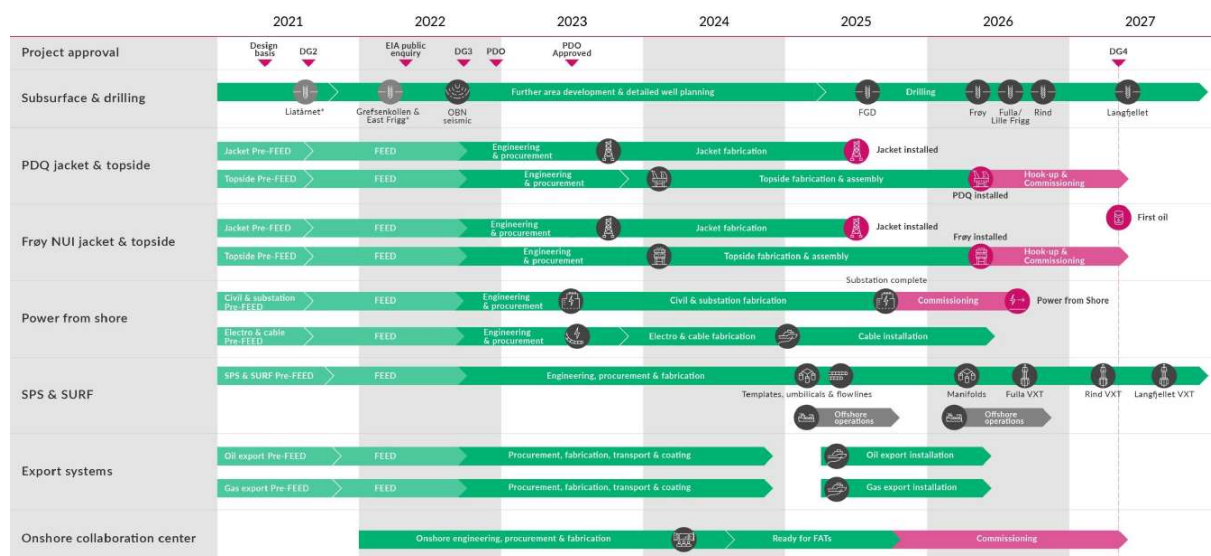 2021 2022 2023 2024 2025 2026 2027
Project approval
Design
basis
DG2
EIA public
enquiry
DG3
PDO
PDO
Approved
DG4
Subsurface & drilling
Further area development & detailed well planning
Drilling
Liatårnet*
Grefsenkollen &
East Frigg*
OBN
seismic
FGD
Frøy
Fulla/
Lille Frigg
Rind
Langfjellet
PDQ jacket & topside
Jacket Pre-FEED
FEED
Engineering
& procurement
Jacket fabrication
Jacket installed
Topside Pre-FEED
FEED
Engineering
& procurement
Topside fabrication & assembly
Hook-up &
Commissioning
PDQ installed
Frøy NUI jacket & topside
Jacket Pre-FEED
FEED
Engineering
& procurement
Jacket fabrication
Jacket installed
First oil
Frøy installed
Topside Pre-FEED
FEED
Engineering
& procurement
Topside fabrication & assembly
Hook-up &
Commissioning
Power from shore
Substation complete
Civil & substation
Pre-FEED
FEED
Engineering
& procurement
Civil & substation fabrication
Commissioning
Power from Shore
Electro & cable
Pre-FEED
FEED
Engineering
& procurement
Electro & cable fabrication
Cable installation
SPS & SURF
SPS & SURF Pre-FEED
FEED
Engineering, procurement & fabrication
Templates, umbilicals & flowlines
Manifolds
Fulla VXT
Rind VXT
Langfjellet VXT
Offshore
operations
Offshore
operations
Export systems
Oil export Pre-FEED
FEED
Procurement, fabrication, transport & coating
Oil export installation
Gas export Pre-FEED
FEED
Procurement, fabrication, transport & coating
Gas export installation
Onshore collaboration center
Onshore engineering, procurement & fabrication
Ready for FATs
Commissioning